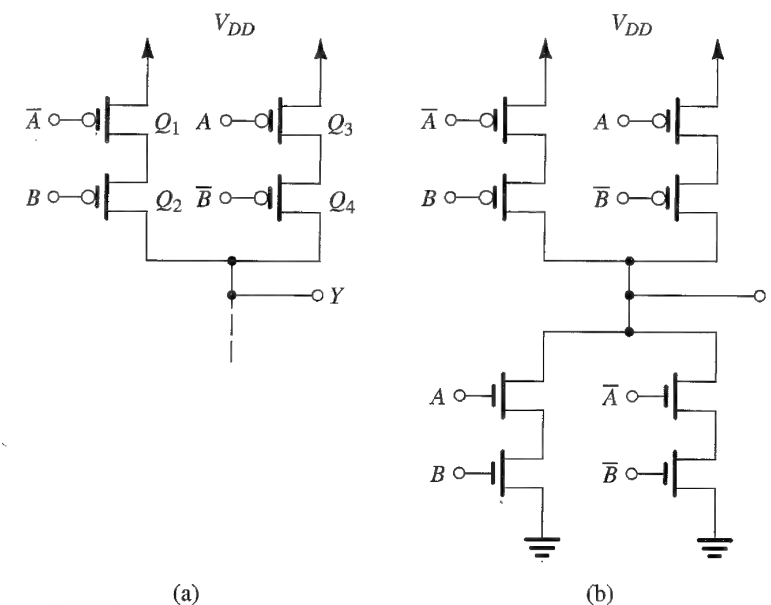 V_DD V_DD
A̅ Q₁ A Q₃ A̅ A
B Q₂ B̅ Q₄ B B̅
Y
A A̅
B B̅
(a) (b)